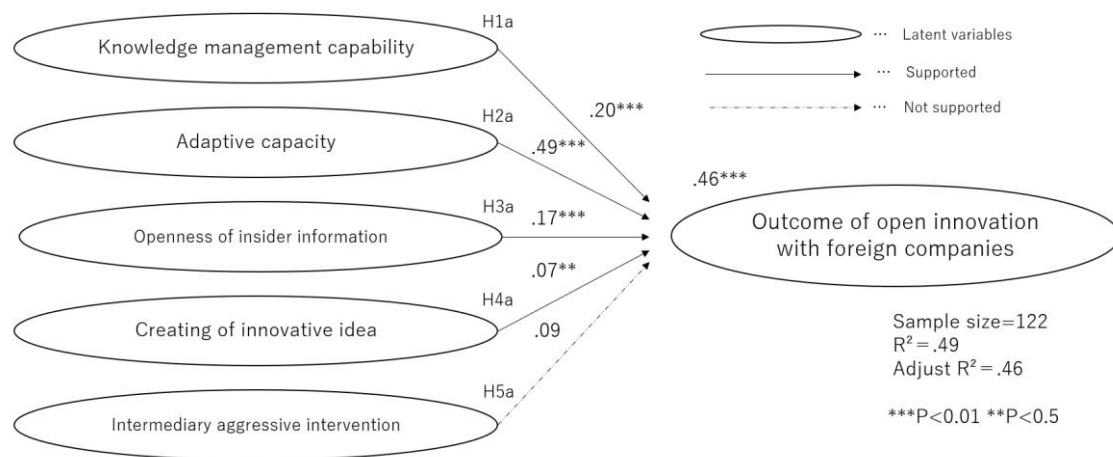 H1a
Knowledge management capability
.20***
H2a
Adaptive capacity
.49***
H3a
Openness of insider information
.17***
H4a
.07**
Creating of innovative idea
.09
H5a
Intermediary aggressive intervention
… Latent variables
… Supported
… Not supported
.46***
Outcome of open innovation
with foreign companies
Sample size=122
R²=.49
Adjust R²=.46
***P<0.01 **P<0.5